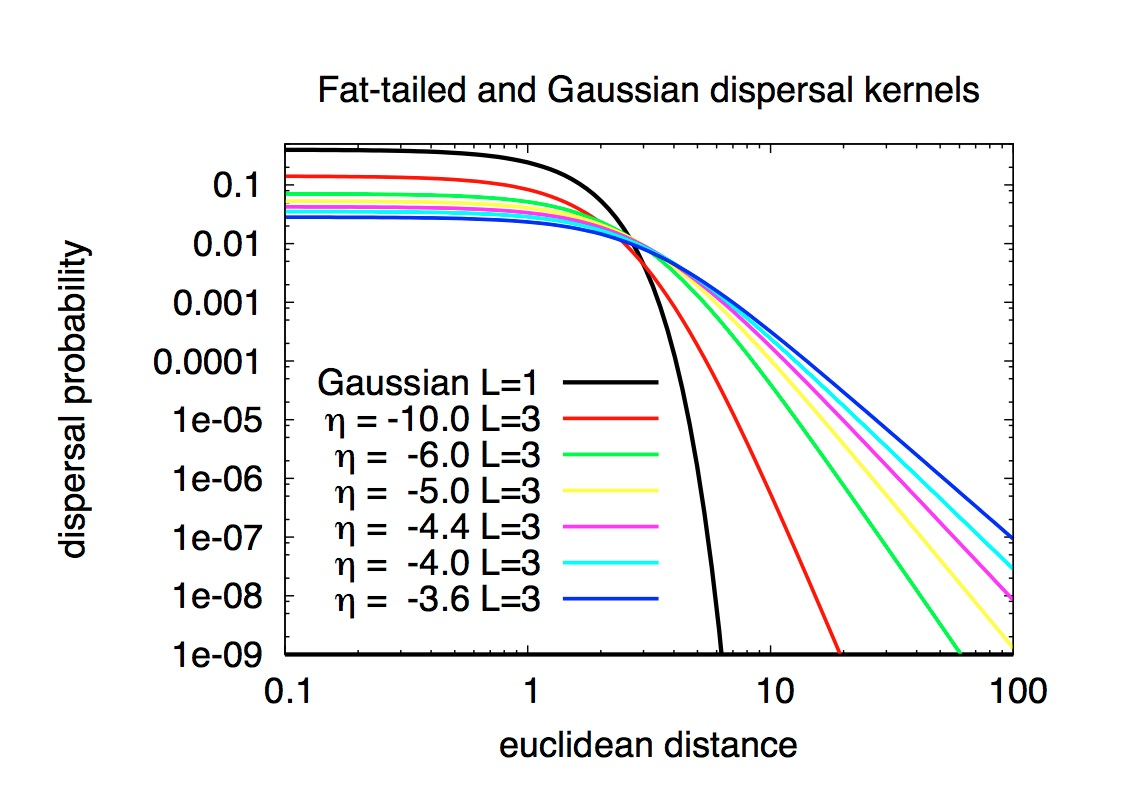 Fat-tailed and Gaussian dispersal kernels
dispersal probability
0.1
0.01
0.001
0.0001
1e-05
1e-06
1e-07
1e-08
1e-09
Gaussian L=1
η = -10.0 L=3
η = -6.0 L=3
η = -5.0 L=3
η = -4.4 L=3
η = -4.0 L=3
η = -3.6 L=3
0.1 1 10 100
euclidean distance